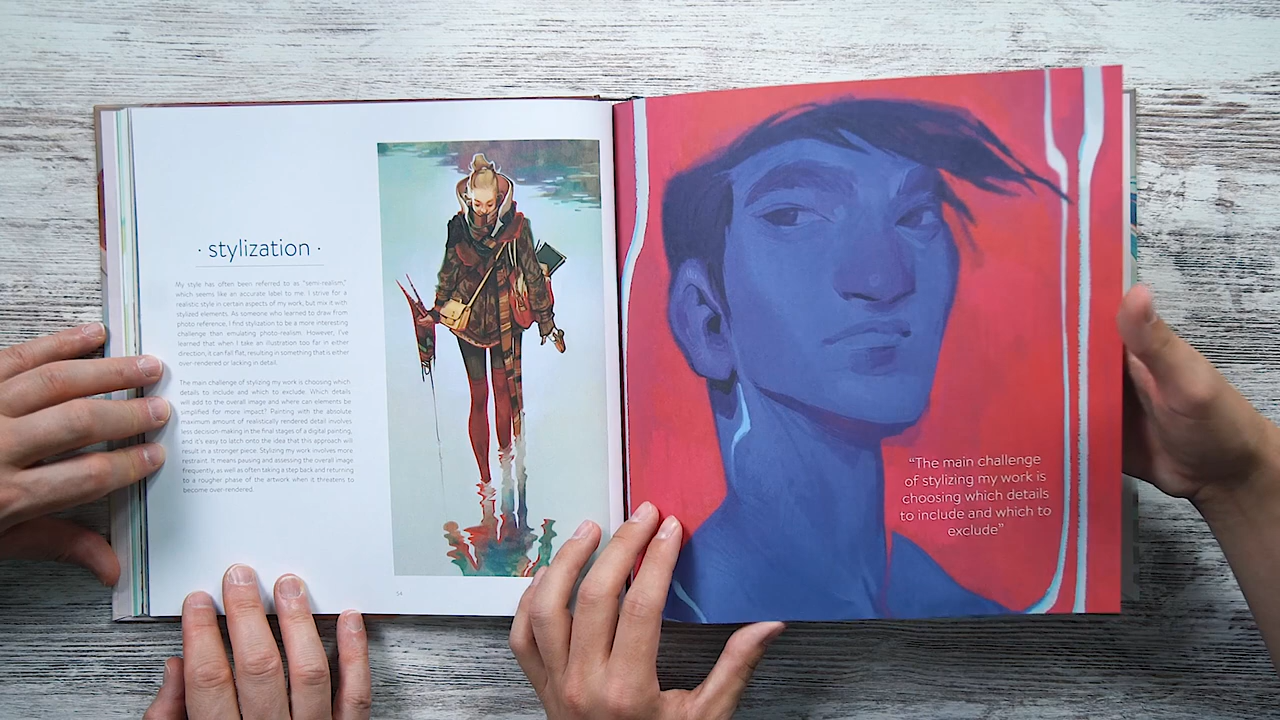 · stylization ·
My style has often been referred to as "semi-realism,"
which seems like an accurate label to me. I strive for a
realistic style in certain aspects of my work, but mix it with
stylized elements. As someone who learned to draw from
photo reference, I find stylization to be a more interesting
challenge than emulating photo-realism. However, I've
learned that when I take an illustration too far in either
direction, it can fall flat, resulting in something that is either
over-rendered or lacking in detail.
The main challenge of stylizing my work is choosing which
details to include and which to exclude. Which details
will add to the overall image and where can elements be
simplified for more impact? Painting with the absolute
maximum amount of realistically rendered detail involves
less decision-making in the final stages of a digital painting,
and it's easy to latch onto the idea that this approach will
result in a stronger piece. Stylizing my work involves more
restraint. It means pausing and assessing the overall image
frequently, as well as often taking a step back and returning
to a rougher phase of the artwork when it threatens to
become over-rendered.
54
“The main challenge
of stylizing my work is
choosing which details
to include and which to
exclude”